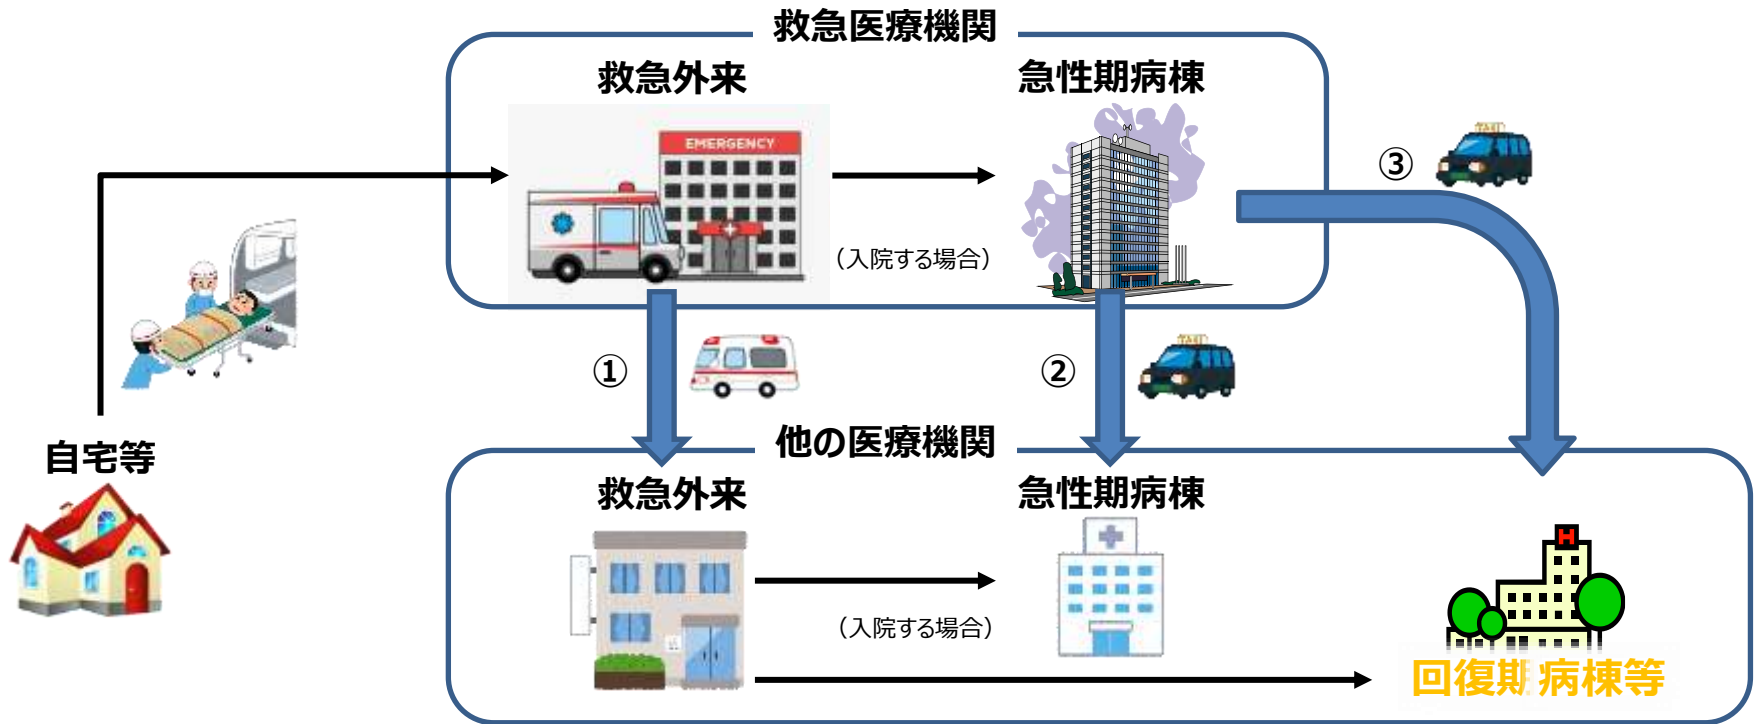 救急医療機関
救急外来
急性期病棟
EMERGENCY
TAXI
③
（入院する場合）
①
TAXI
②
他の医療機関
自宅等
救急外来
急性期病棟
H
（入院する場合）
回復期病棟等